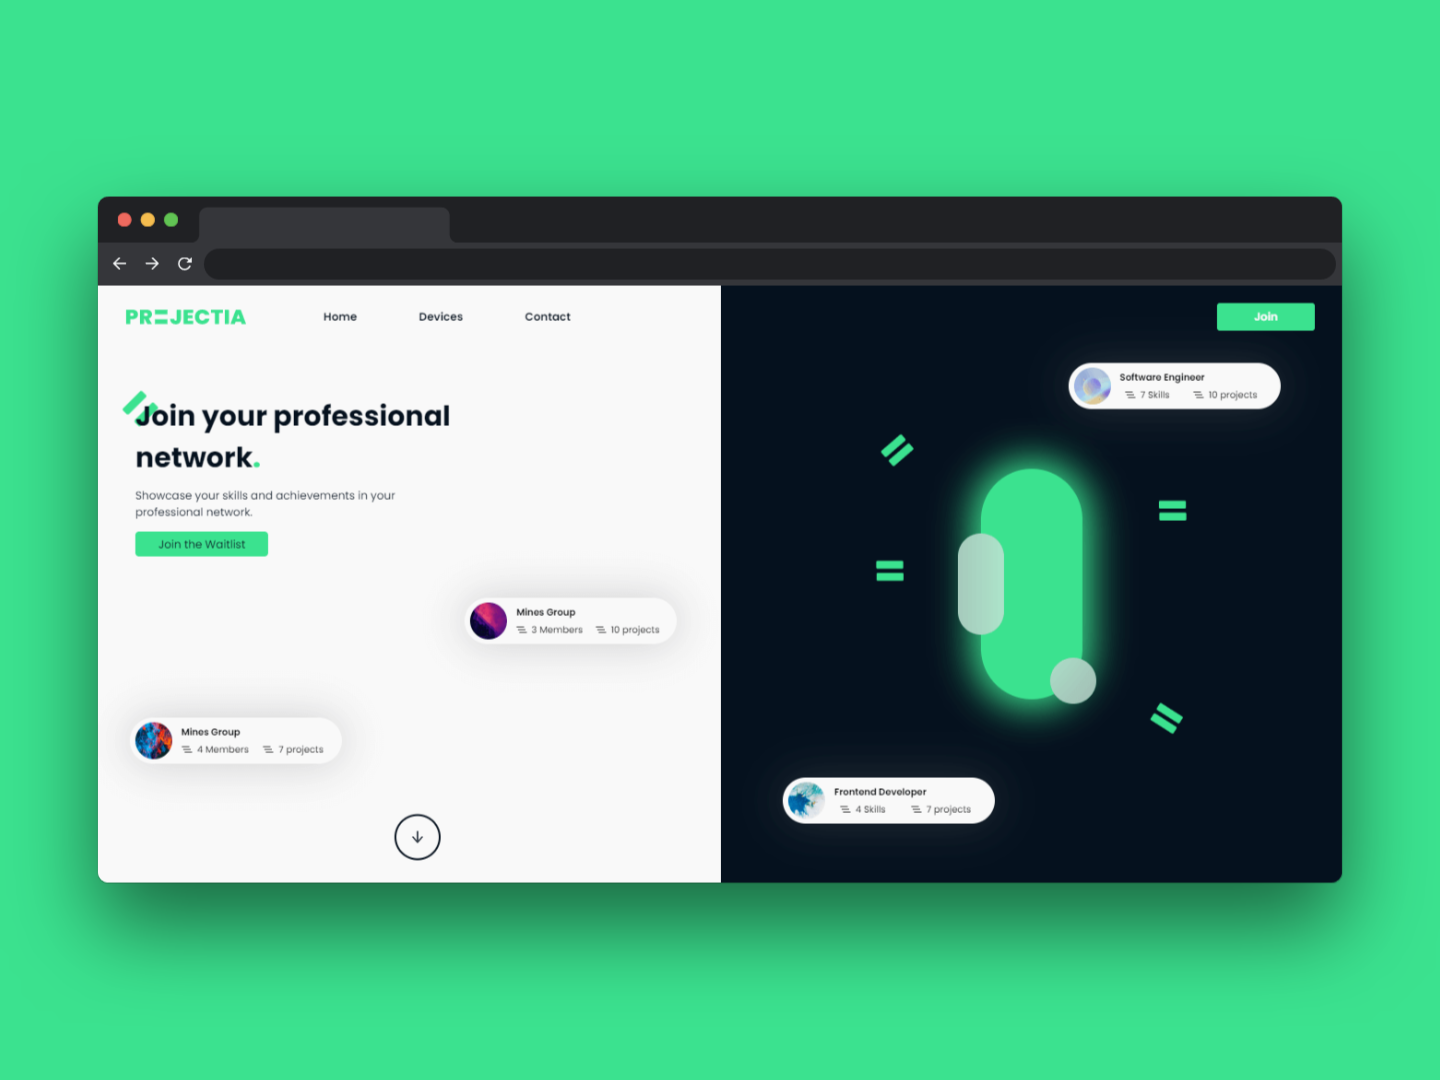 PR=JECTIA
Home
Devices
Contact
Join
Join your professional
network.
Showcase your skills and achievements in your
professional network.
Join the Waitlist
Software Engineer
7 Skills
10 projects
Mines Group
3 Members
10 projects
Mines Group
4 Members
7 projects
Frontend Developer
4 Skills
7 projects